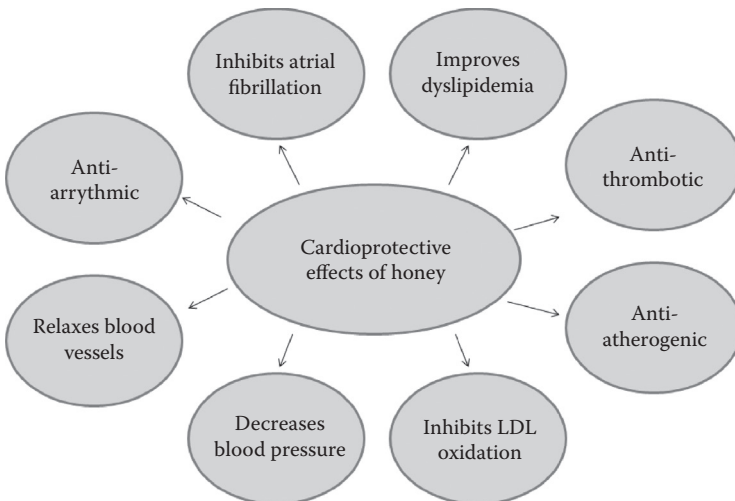 Inhibits atrial
fibrillation
Improves
dyslipidemia
Anti-
arrythmic
Anti-
thrombotic
Cardioprotective
effects of honey
Relaxes blood
vessels
Anti-
atherogenic
Decreases
blood pressure
Inhibits LDL
oxidation